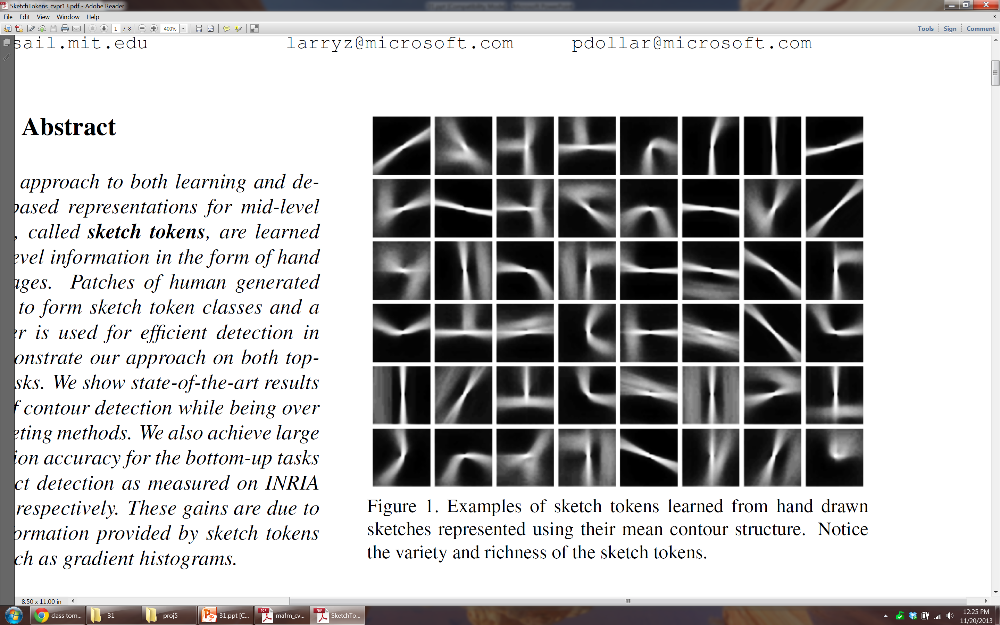 SketchTokens_cvpr13.pdf - Adobe Reader
File Edit View Window Help
1 / 8 400% Tools Sign Comment
sail.mit.edu larryz@microsoft.com pdollar@microsoft.com
Abstract
approach to both learning and de-
based representations for mid-level
, called sketch tokens, are learned
evel information in the form of hand
ages. Patches of human generated
to form sketch token classes and a
er is used for efficient detection in
onstrate our approach on both top-
sks. We show state-of-the-art results
f contour detection while being over
eting methods. We also achieve large
ion accuracy for the bottom-up tasks
ct detection as measured on INRIA
respectively. These gains are due to
ormation provided by sketch tokens
ch as gradient histograms.
Figure 1. Examples of sketch tokens learned from hand drawn
sketches represented using their mean contour structure. Notice
the variety and richness of the sketch tokens.
8.50 x 11.00 in
class tom... 31 proj5 31.ppt [C... mafm_cv... SketchTo...
12:25 PM
11/20/2013